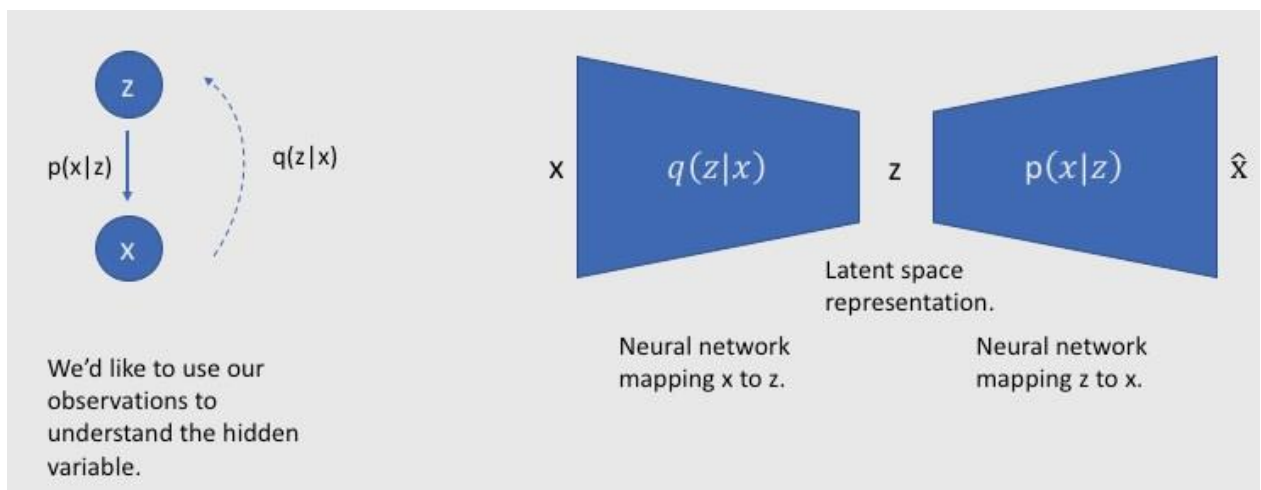 z
p(x|z)
q(z|x)
x
We'd like to use our
observations to
understand the hidden
variable.
x
q(z|x)
z
p(x|z)
x̂
Latent space
representation.
Neural network
mapping x to z.
Neural network
mapping z to x.